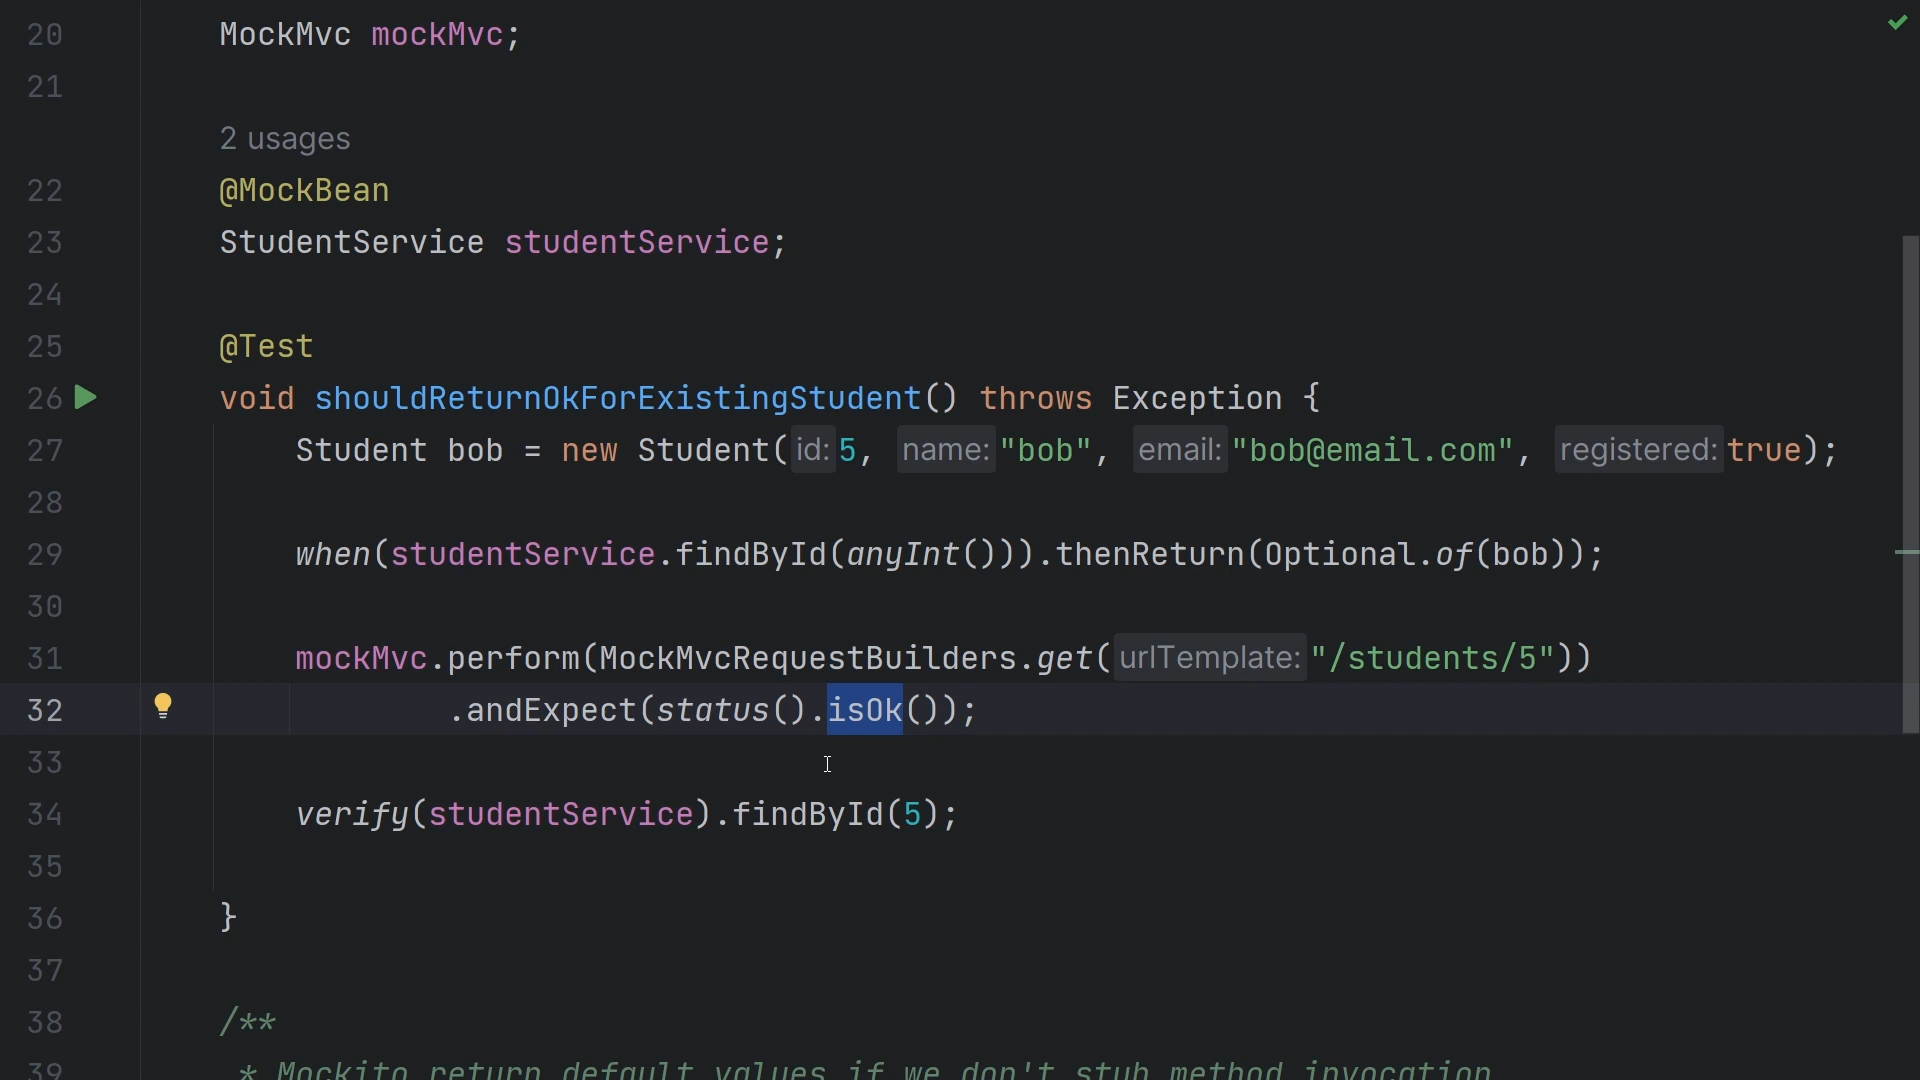 20 MockMvc mockMvc;
21
2 usages
22 @MockBean
23 StudentService studentService;
24
25 @Test
26 void shouldReturnOkForExistingStudent() throws Exception {
27 Student bob = new Student( id: 5, name: "bob", email: "bob@email.com", registered: true);
28
29 when(studentService.findById(anyInt())).thenReturn(Optional.of(bob));
30
31 mockMvc.perform(MockMvcRequestBuilders.get( urlTemplate: "/students/5"))
32 .andExpect(status().isOk());
33
34 verify(studentService).findById(5);
35
36 }
37
38 /**
39 * Mockito return default values if we don't stub method invocation